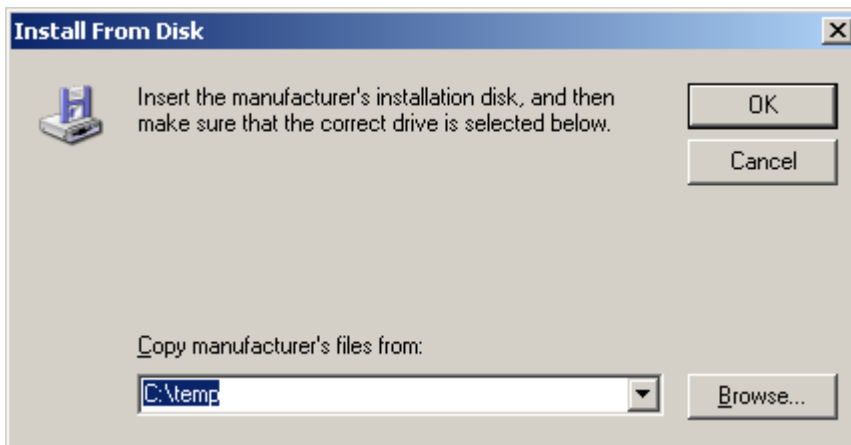 Install From Disk
Insert the manufacturer's installation disk, and then
make sure that the correct drive is selected below.
OK
Cancel
Copy manufacturer's files from:
C:\temp
Browse...